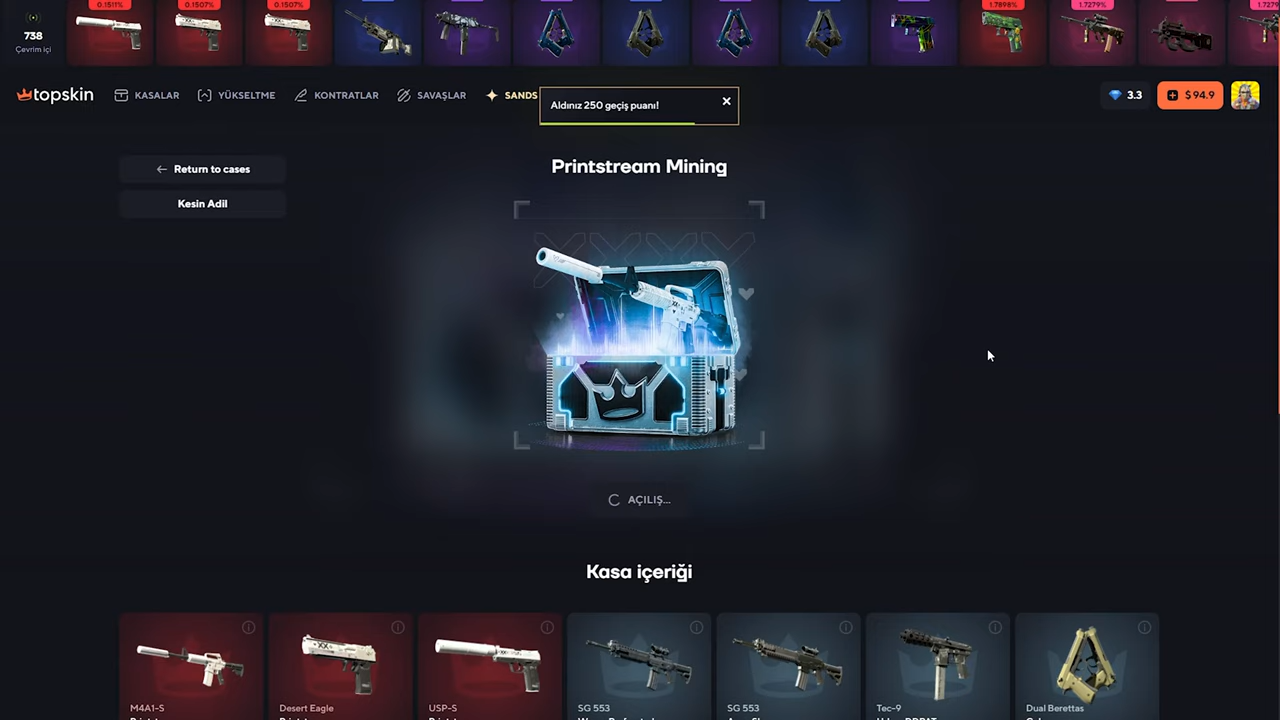 0.1511%
0.1507%
0.1507%
1.7898%
1.7279%
1.7279
738
Çevrim içi
topskin
KASALAR
YÜKSELTME
KONTRATLAR
SAVAŞLAR
SANDS
Aldınız 250 geçiş puanı!
3.3
$ 94.9
Return to cases
Kesin Adil
Printstream Mining
AÇILIŞ...
Kasa içeriği
M4A1-S
Desert Eagle
USP-S
SG 553
SG 553
Tec-9
Dual Berettas